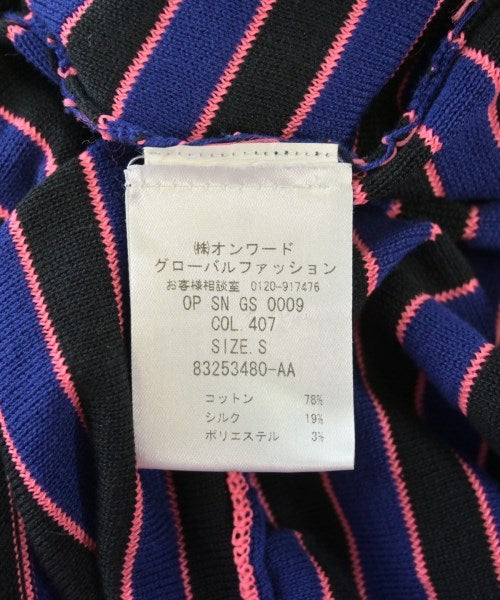 ㈱オンワード
グローバルファッション
お客様相談室 0120-917476
OP SN GS 0009
COL.407
SIZE.S
83253480-AA
コットン 78%
シルク 19%
ポリエステル 3%